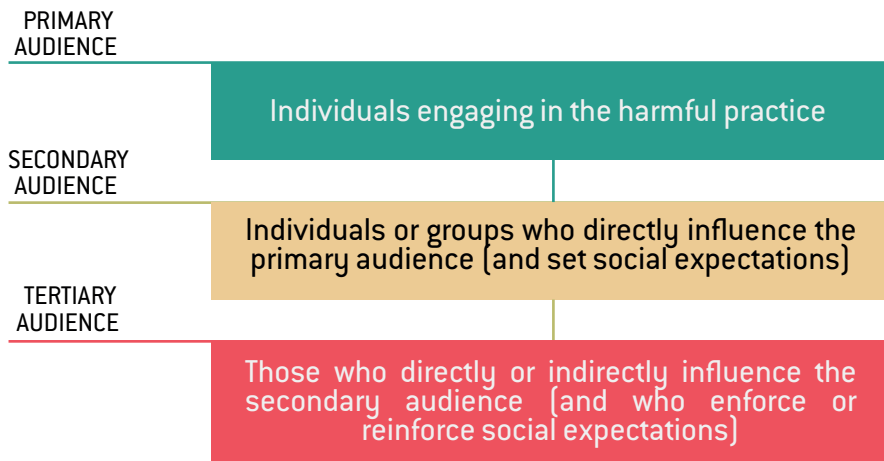 PRIMARY
AUDIENCE
Individuals engaging in the harmful practice
SECONDARY
AUDIENCE
Individuals or groups who directly influence the
primary audience (and set social expectations)
TERTIARY
AUDIENCE
Those who directly or indirectly influence the
secondary audience (and who enforce or
reinforce social expectations)